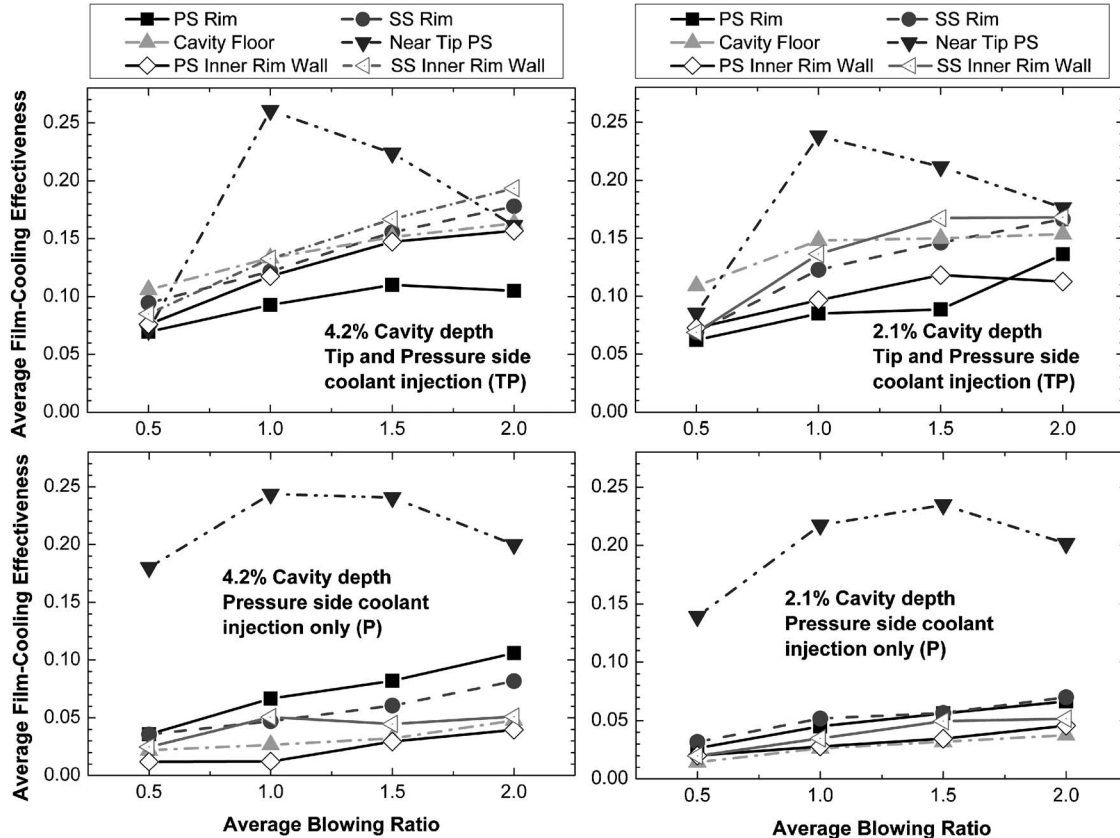 PS Rim SS Rim
Cavity Floor Near Tip PS
PS Inner Rim Wall SS Inner Rim Wall
PS Rim SS Rim
Cavity Floor Near Tip PS
PS Inner Rim Wall SS Inner Rim Wall
Average Film-Cooling Effectiveness
0.25
0.20
0.15
0.10
0.05
0.00
0.5 1.0 1.5 2.0
4.2% Cavity depth
Tip and Pressure side
coolant injection (TP)
Average Film-Cooling Effectiveness
0.25
0.20
0.15
0.10
0.05
0.00
0.5 1.0 1.5 2.0
2.1% Cavity depth
Tip and Pressure side
coolant injection (TP)
Average Film-Cooling Effectiveness
0.25
0.20
0.15
0.10
0.05
0.00
0.5 1.0 1.5 2.0
4.2% Cavity depth
Pressure side coolant
injection only (P)
Average Blowing Ratio
Average Film-Cooling Effectiveness
0.25
0.20
0.15
0.10
0.05
0.00
0.5 1.0 1.5 2.0
2.1% Cavity depth
Pressure side coolant
injection only (P)
Average Blowing Ratio